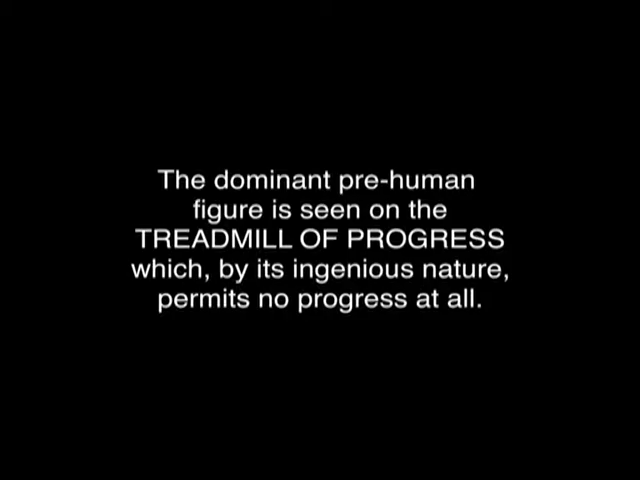 The dominant pre-human
figure is seen on the
TREADMILL OF PROGRESS
which, by its ingenious nature,
permits no progress at all.